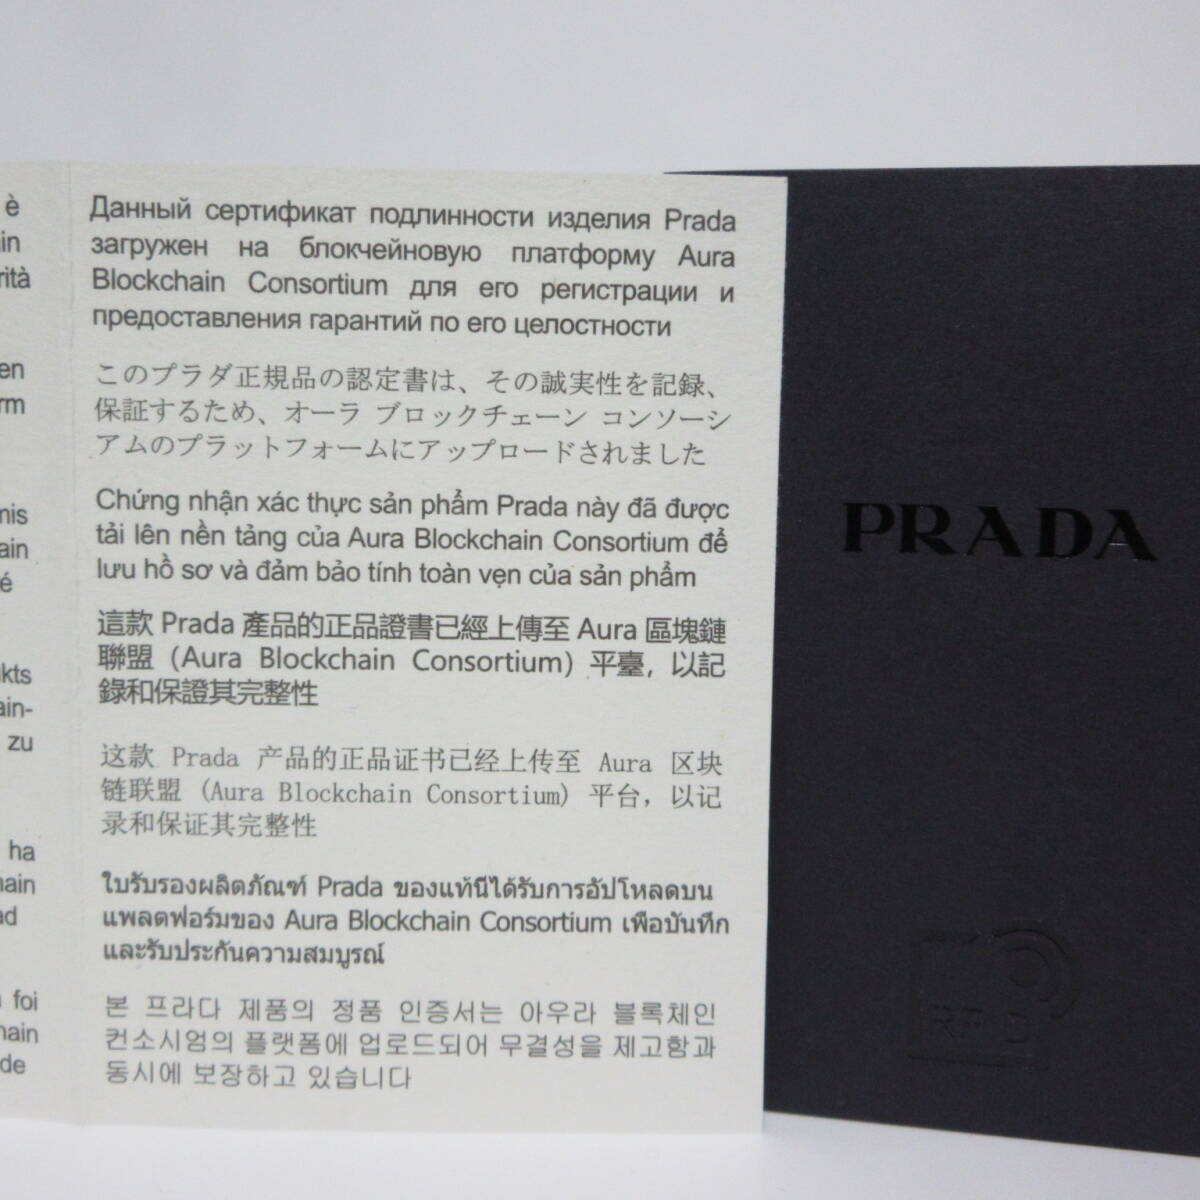 è
in
rità
en
rm
mis
ain
é
kts
ain-
zu
ha
hain
ad
foi
hain
de
Данный сертификат подлинности изделия Prada
загружен на блокчейновую платформу Aura
Blockchain Consortium для его регистрации и
предоставления гарантий по его целостности
このプラダ正規品の認定書は、その誠実性を記録、
保証するため、オーラ ブロックチェーン コンソーシ
アムのプラットフォームにアップロードされました
Chứng nhận xác thực sản phẩm Prada này đã được
tải lên nền tảng của Aura Blockchain Consortium để
lưu hồ sơ và đảm bảo tính toàn vẹn của sản phẩm
這款 Prada 產品的正品證書已經上傳至 Aura 區塊鏈
聯盟（Aura Blockchain Consortium）平臺，以記
錄和保證其完整性
这款 Prada 产品的正品证书已经上传至 Aura 区块
链联盟 (Aura Blockchain Consortium) 平台，以记
录和保证其完整性
ใบรับรองผลิตภัณฑ์ Prada ของแท้นี้ได้รับการอัปโหลดบน
แพลตฟอร์มของ Aura Blockchain Consortium เพื่อบันทึก
และรับประกันความสมบูรณ์
본 프라다 제품의 정품 인증서는 아우라 블록체인
컨소시엄의 플랫폼에 업로드되어 무결성을 제고함과
동시에 보장하고 있습니다
PRADA
RFID